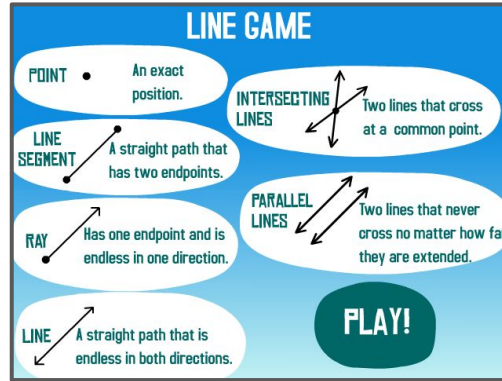 LINE GAME
POINT
An exact
position.
LINE
SEGMENT
A straight path that
has two endpoints.
RAY
Has one endpoint and is
endless in one direction.
LINE
A straight path that is
endless in both directions.
INTERSECTING
LINES
Two lines that cross
at a common point.
PARALLEL
LINES
Two lines that never
cross no matter how far
they are extended.
PLAY!